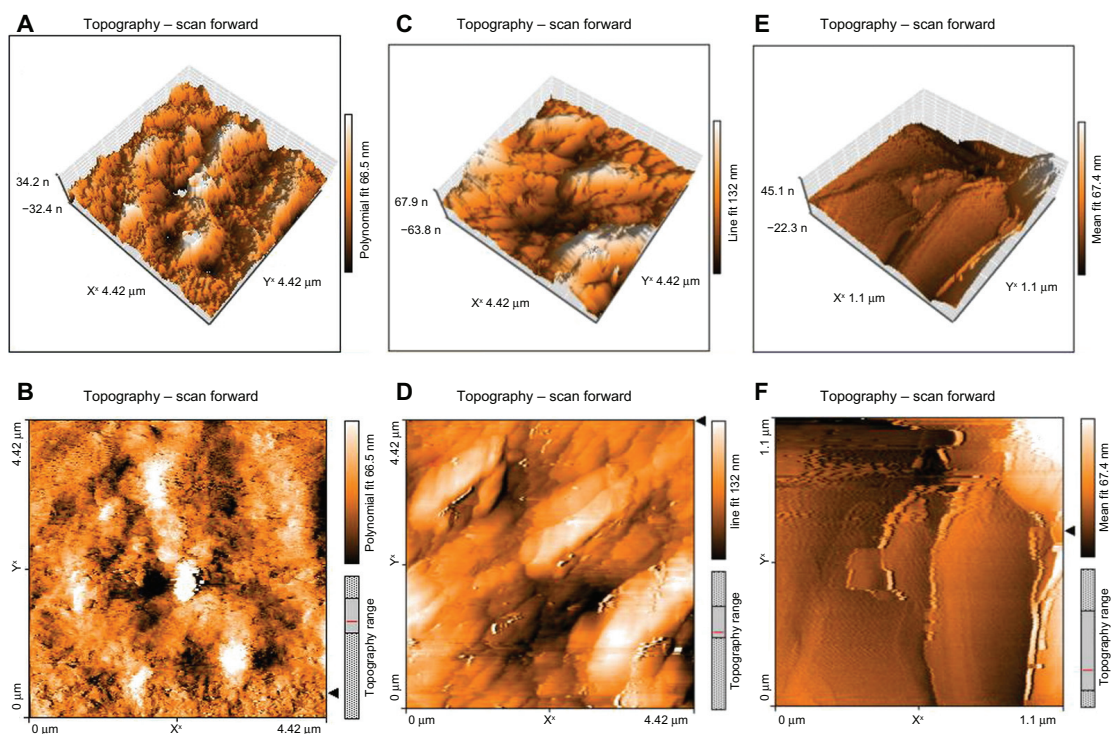 A
Topography – scan forward
34.2 n
−32.4 n
Xˣ 4.42 μm
Yˣ 4.42 μm
Polynomial fit 66.5 nm
C
Topography – scan forward
67.9 n
−63.8 n
Xˣ 4.42 μm
Yˣ 4.42 μm
Line fit 132 nm
E
Topography – scan forward
45.1 n
−22.3 n
Xˣ 1.1 μm
Yˣ 1.1 μm
Mean fit 67.4 nm
B
Topography – scan forward
4.42 μm
Yˣ
0 μm
0 μm
Xˣ
4.42 μm
Polynomial fit 66.5 nm
Topography range
D
Topography – scan forward
4.42 μm
Yˣ
0 μm
0 μm
Xˣ
4.42 μm
line fit 132 nm
Topography range
F
Topography – scan forward
1.1 μm
Yˣ
0 μm
0 μm
Xˣ
1.1 μm
Mean fit 67.4 nm
Topography range